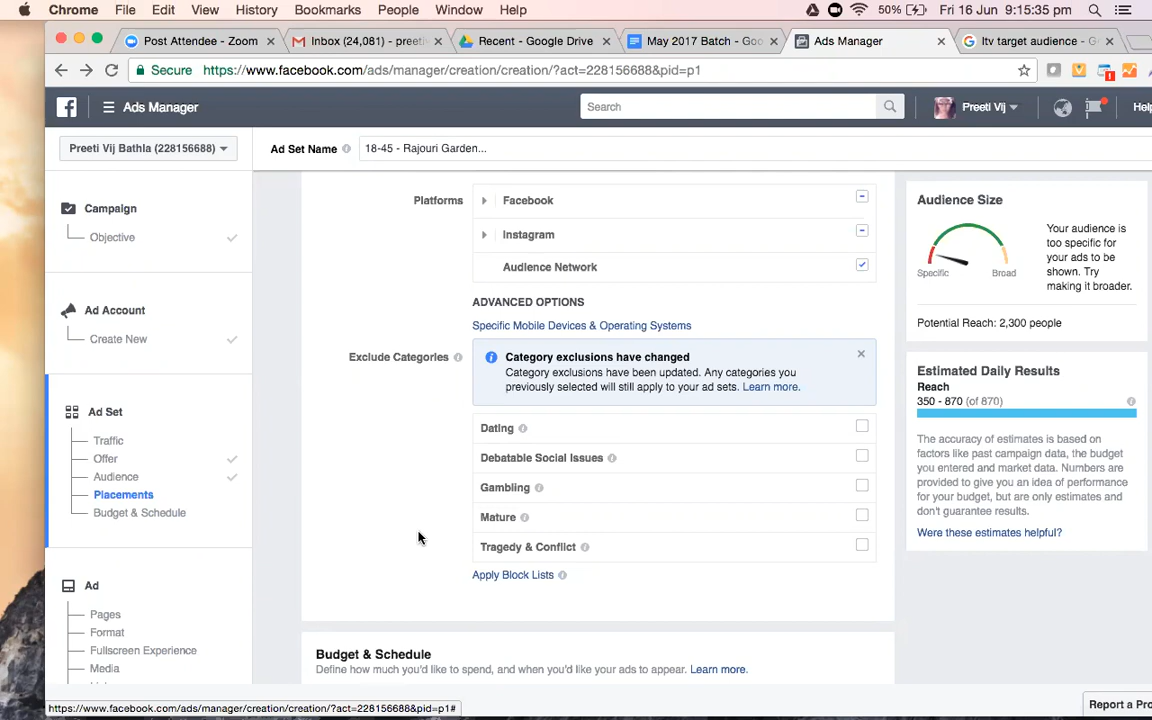 Chrome File Edit View History Bookmarks People Window Help 50% Fri 16 Jun 9:15:35 pm
Post Attendee - Zoom × Inbox (24,081) - preeti × Recent - Google Drive × May 2017 Batch - Goo × Ads Manager × ltv target audience - G ×
Secure https://www.facebook.com/ads/manager/creation/creation/?act=228156688&pid=p1
Ads Manager Search Preeti Vij Help
Preeti Vij Bathla (228156688) Ad Set Name 18-45 - Rajouri Garden...
Campaign
Objective
Ad Account
Create New
Ad Set
Traffic
Offer
Audience
Placements
Budget & Schedule
Ad
Pages
Format
Fullscreen Experience
Media
Platforms Facebook
Instagram
Audience Network
ADVANCED OPTIONS
Specific Mobile Devices & Operating Systems
Exclude Categories Category exclusions have changed
Category exclusions have been updated. Any categories you
previously selected will still apply to your ad sets. Learn more.
Dating
Debatable Social Issues
Gambling
Mature
Tragedy & Conflict
Apply Block Lists
Budget & Schedule
Define how much you'd like to spend, and when you'd like your ads to appear. Learn more.
Audience Size
Specific Broad
Your audience is
too specific for
your ads to be
shown. Try
making it broader.
Potential Reach: 2,300 people
Estimated Daily Results
Reach
350 - 870 (of 870)
The accuracy of estimates is based on
factors like past campaign data, the budget
you entered and market data. Numbers are
provided to give you an idea of performance
for your budget, but are only estimates and
don't guarantee results.
Were these estimates helpful?
https://www.facebook.com/ads/manager/creation/creation/?act=228156688&pid=p1#
Report a Pro